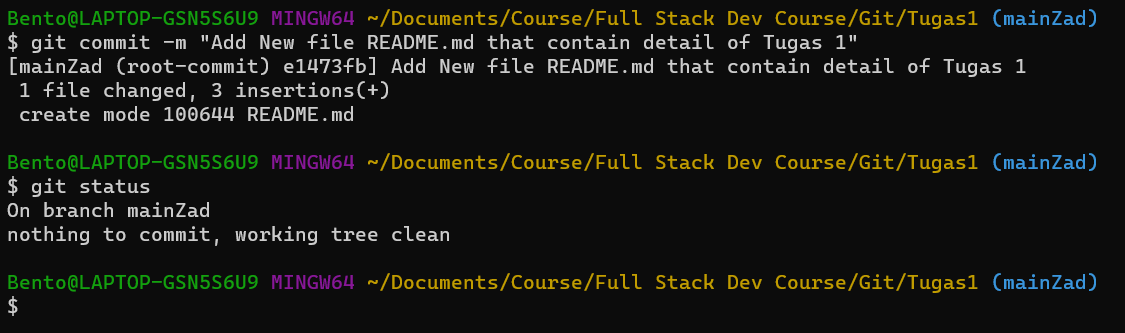 Bento@LAPTOP-GSN5S6U9 MINGW64 ~/Documents/Course/Full Stack Dev Course/Git/Tugas1 (mainZad)
$ git commit -m "Add New file README.md that contain detail of Tugas 1"
[mainZad (root-commit) e1473fb] Add New file README.md that contain detail of Tugas 1
 1 file changed, 3 insertions(+)
 create mode 100644 README.md

Bento@LAPTOP-GSN5S6U9 MINGW64 ~/Documents/Course/Full Stack Dev Course/Git/Tugas1 (mainZad)
$ git status
On branch mainZad
nothing to commit, working tree clean

Bento@LAPTOP-GSN5S6U9 MINGW64 ~/Documents/Course/Full Stack Dev Course/Git/Tugas1 (mainZad)
$